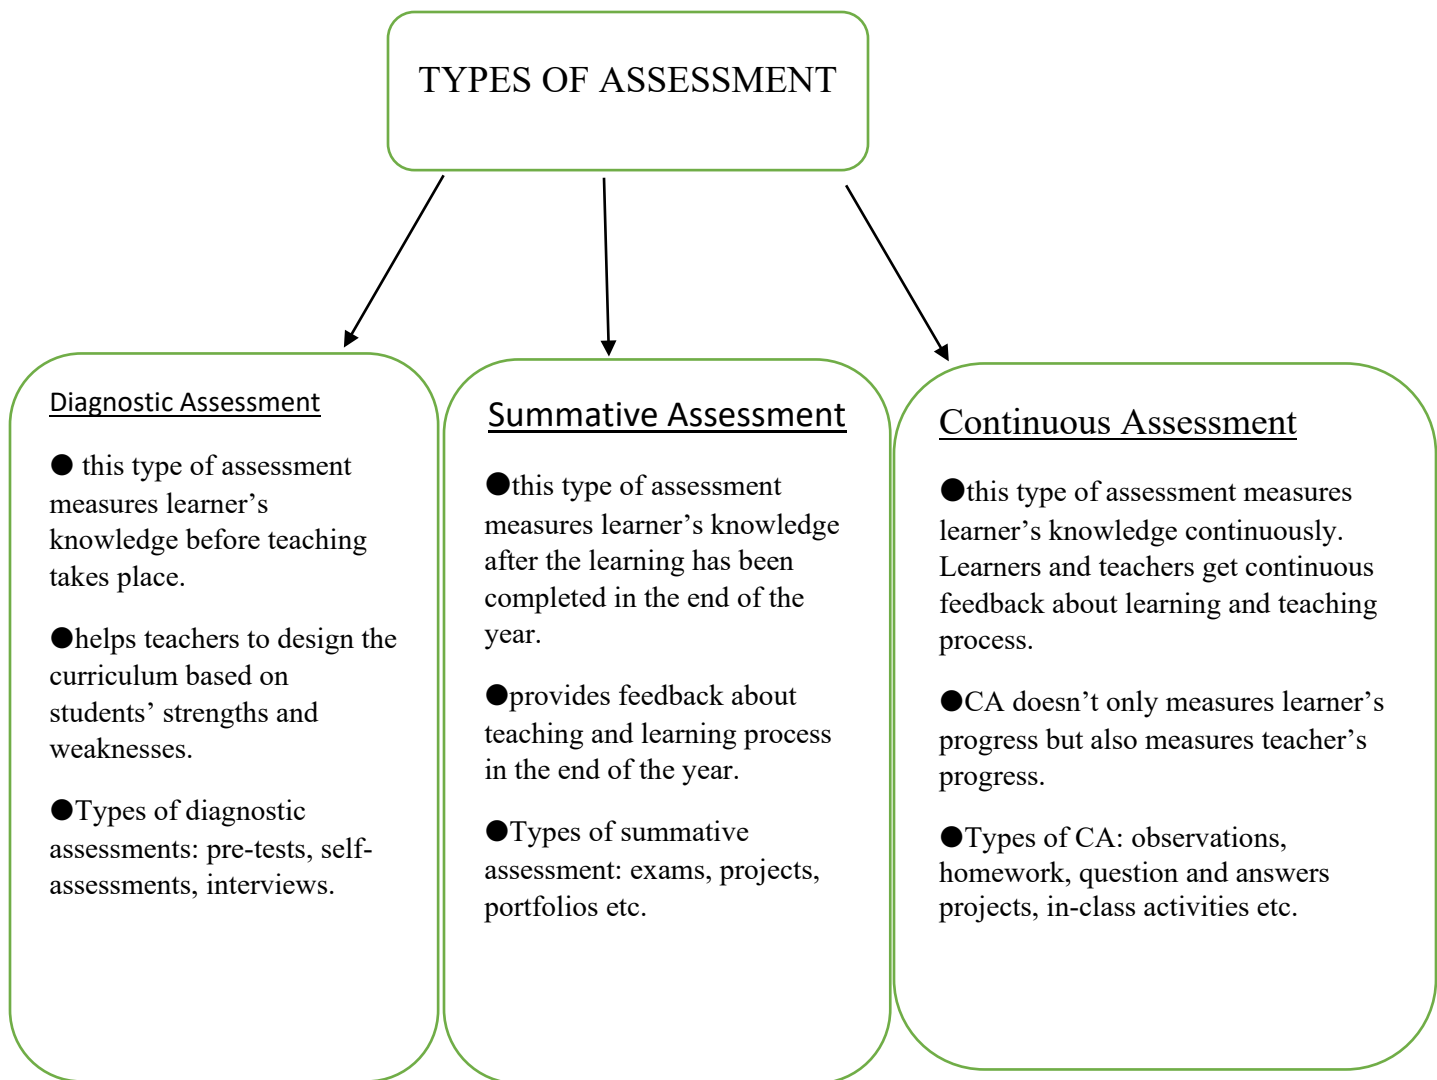 TYPES OF ASSESSMENT
Diagnostic Assessment
● this type of assessment
measures learner’s
knowledge before teaching
takes place.
●helps teachers to design the
curriculum based on
students’ strengths and
weaknesses.
●Types of diagnostic
assessments: pre-tests, self-
assessments, interviews.
Summative Assessment
●this type of assessment
measures learner’s knowledge
after the learning has been
completed in the end of the
year.
●provides feedback about
teaching and learning process
in the end of the year.
●Types of summative
assessment: exams, projects,
portfolios etc.
Continuous Assessment
●this type of assessment measures
learner’s knowledge continuously.
Learners and teachers get continuous
feedback about learning and teaching
process.
●CA doesn’t only measures learner’s
progress but also measures teacher’s
progress.
●Types of CA: observations,
homework, question and answers
projects, in-class activities etc.